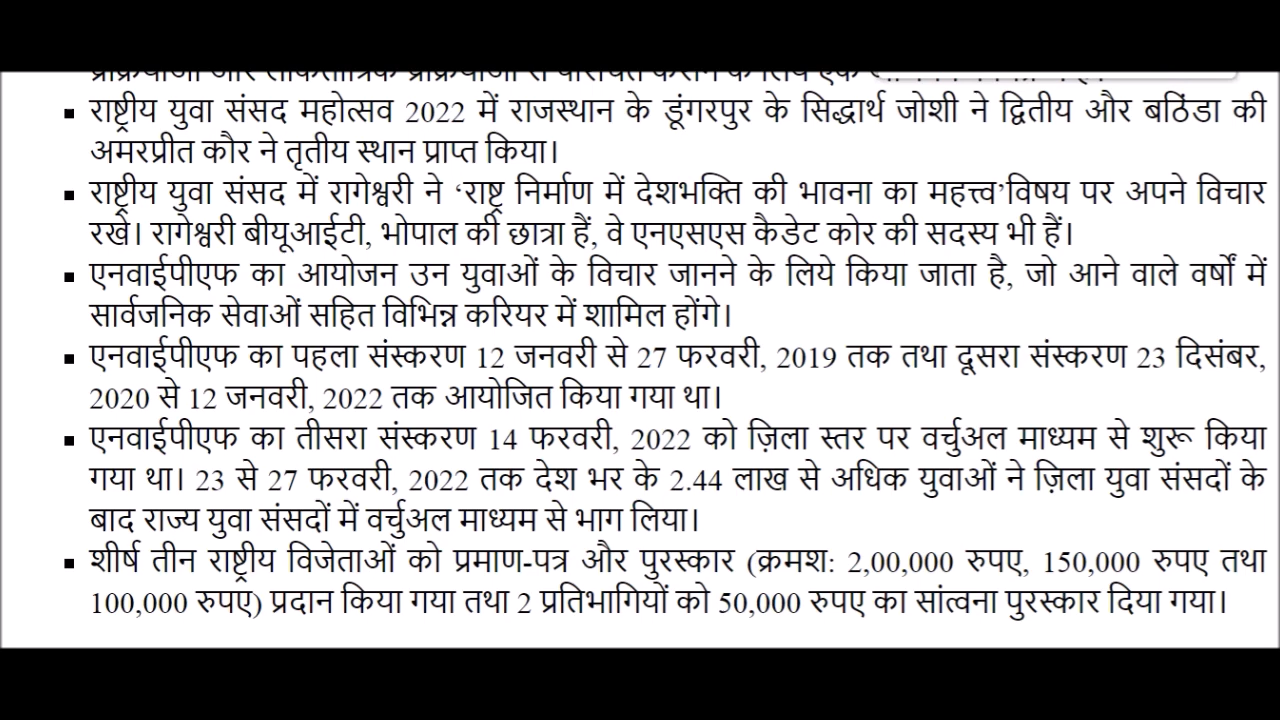 ▪ राष्ट्रीय युवा संसद महोत्सव 2022 में राजस्थान के डूंगरपुर के सिद्धार्थ जोशी ने द्वितीय और बठिंडा की
अमरप्रीत कौर ने तृतीय स्थान प्राप्त किया।
▪ राष्ट्रीय युवा संसद में रागेश्वरी ने ‘राष्ट्र निर्माण में देशभक्ति की भावना का महत्त्व’विषय पर अपने विचार
रखे। रागेश्वरी बीयूआईटी, भोपाल की छात्रा हैं, वे एनएसएस कैडेट कोर की सदस्य भी हैं।
▪ एनवाईपीएफ का आयोजन उन युवाओं के विचार जानने के लिये किया जाता है, जो आने वाले वर्षों में
सार्वजनिक सेवाओं सहित विभिन्न करियर में शामिल होंगे।
▪ एनवाईपीएफ का पहला संस्करण 12 जनवरी से 27 फरवरी, 2019 तक तथा दूसरा संस्करण 23 दिसंबर,
2020 से 12 जनवरी, 2022 तक आयोजित किया गया था।
▪ एनवाईपीएफ का तीसरा संस्करण 14 फरवरी, 2022 को ज़िला स्तर पर वर्चुअल माध्यम से शुरू किया
गया था। 23 से 27 फरवरी, 2022 तक देश भर के 2.44 लाख से अधिक युवाओं ने ज़िला युवा संसदों के
बाद राज्य युवा संसदों में वर्चुअल माध्यम से भाग लिया।
▪ शीर्ष तीन राष्ट्रीय विजेताओं को प्रमाण-पत्र और पुरस्कार (क्रमश: 2,00,000 रुपए, 150,000 रुपए तथा
100,000 रुपए) प्रदान किया गया तथा 2 प्रतिभागियों को 50,000 रुपए का सांत्वना पुरस्कार दिया गया।